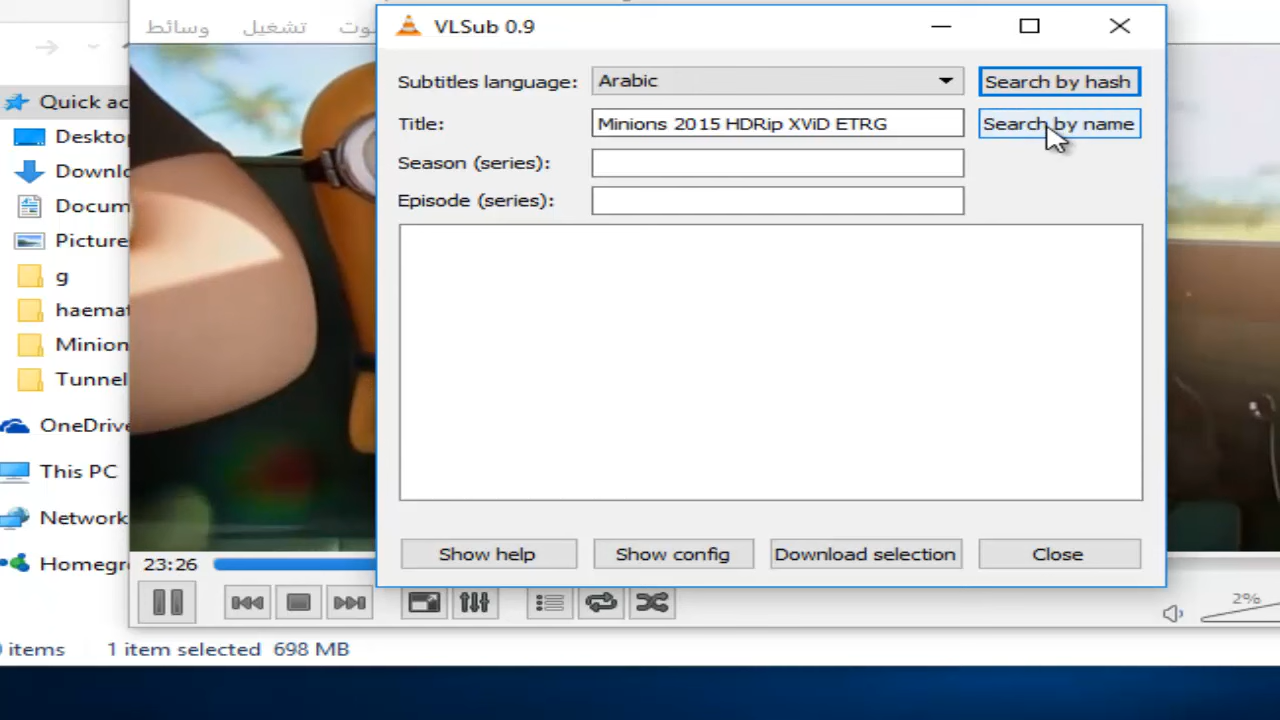 وسائط
تشغيل
VLSub 0.9
Subtitles language:
Arabic
Search by hash
Title:
Minions 2015 HDRip XViD ETRG
Search by name
Season (series):
Episode (series):
Quick ac
Deskto
Downlo
Docum
Picture
g
haemat
Minion
Tunnel
OneDrive
This PC
Network
Homegr
Show help
Show config
Download selection
Close
23:26
2%
items
1 item selected 698 MB